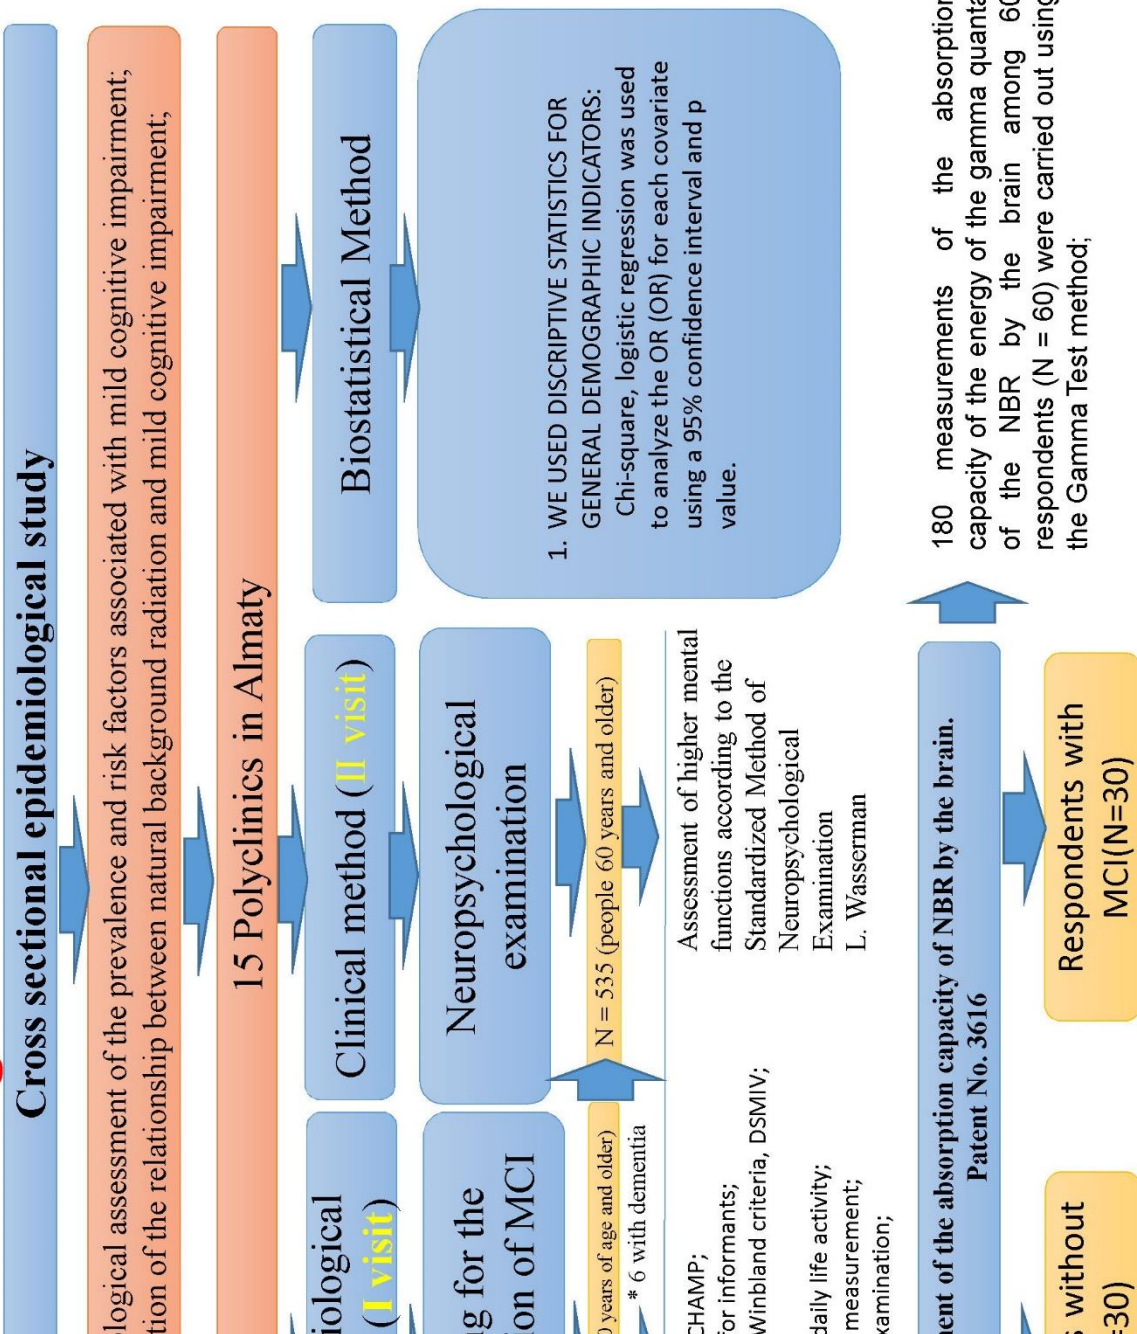 Cross sectional epidemiological study
ological assessment of the prevalence and risk factors associated with mild cognitive impairment;
tion of the relationship between natural background radiation and mild cognitive impairment;
15 Polyclinics in Almaty
iological
(I visit)
Clinical method (II visit)
Biostatistical Method
g for the
ion of MCI
Neuropsychological
examination
1. WE USED DISCRIPTIVE STATISTICS FOR
GENERAL DEMOGRAPHIC INDICATORS:
Chi-square, logistic regression was used
to analyze the OR (OR) for each covariate
using a 95% confidence interval and p
value.
0 years of age and older)
N = 535 (people 60 years and older)
* 6 with dementia
CHAMP;
for informants;
Winbland criteria, DSMIV;
daily life activity;
measurement;
xamination;
Assessment of higher mental
functions according to the
Standardized Method of
Neuropsychological
Examination
L. Wasserman
ment of the absorption capacity of NBR by the brain.
Patent No. 3616
180 measurements of the absorption
capacity of the energy of the gamma quanta
of the NBR by the brain among 60
respondents (N = 60) were carried out using
the Gamma Test method;
s without
=30)
Respondents with
MCI(N=30)